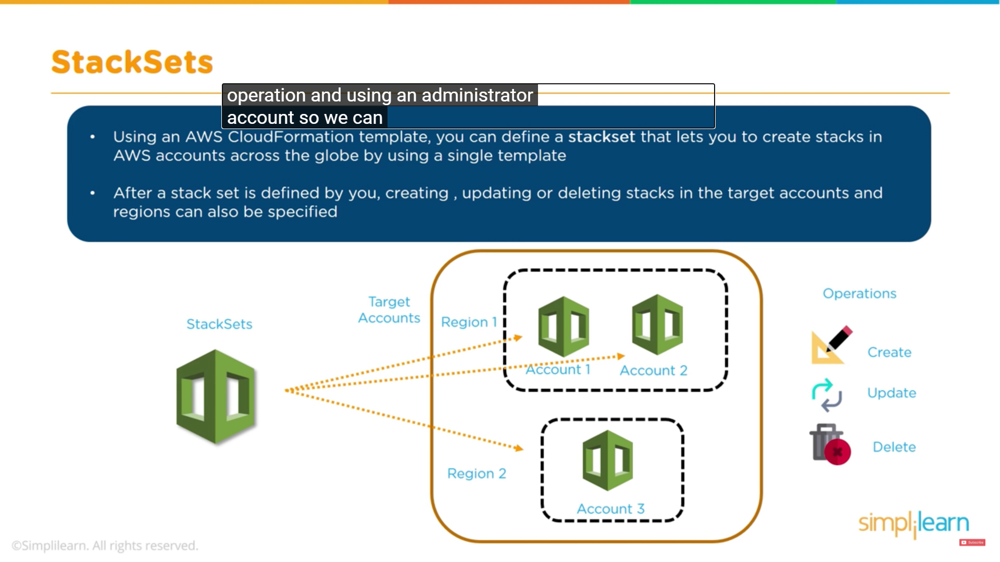 StackSets
operation and using an administrator
account so we can
• Using an AWS CloudFormation template, you can define a stackset that lets you to create stacks in
AWS accounts across the globe by using a single template
• After a stack set is defined by you, creating , updating or deleting stacks in the target accounts and
regions can also be specified
StackSets
Target
Accounts
Region 1
Account 1
Account 2
Region 2
Account 3
Operations
Create
Update
Delete
simplilearn
Subscribe
©Simplilearn. All rights reserved.